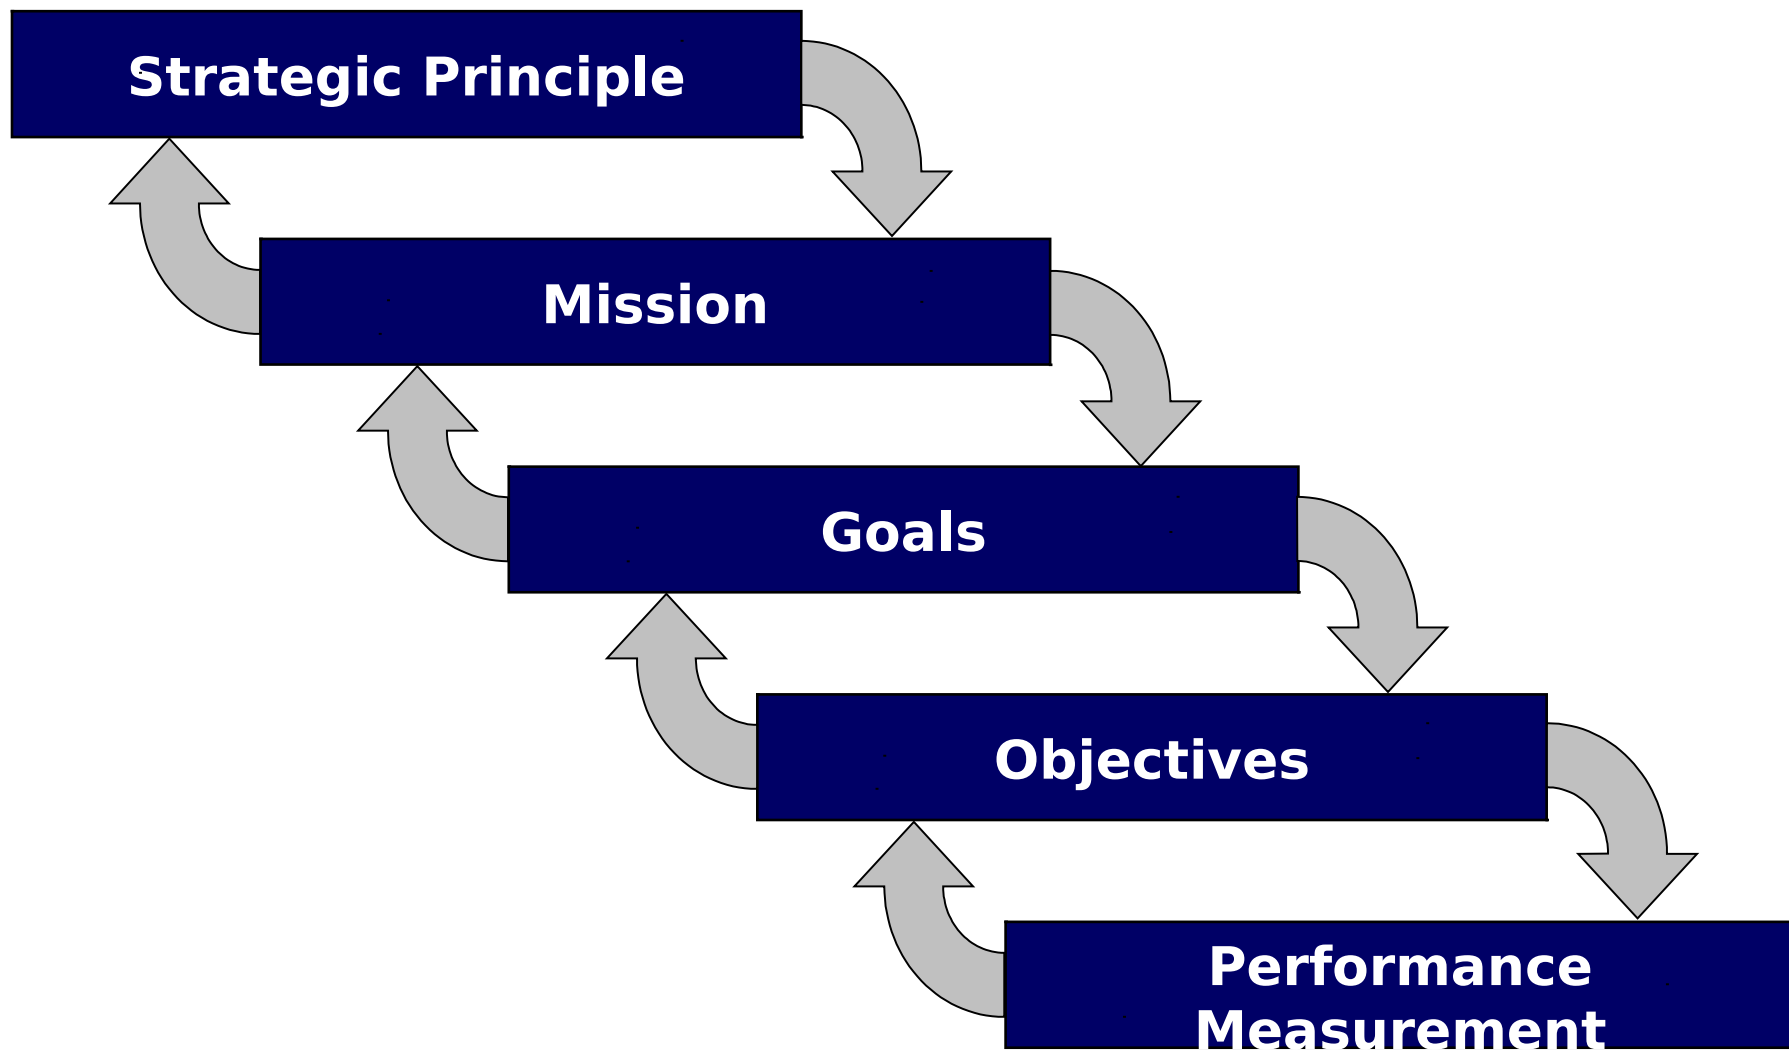 Strategic Principle
Mission
Goals
Objectives
Performance
Measurement